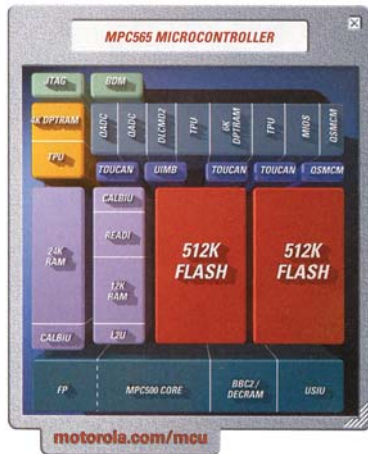 MPC565 MICROCONTROLLER
JTAG
BDM
4K DPTRAM
QADC
QADC
DLCMD2
TPU
6K DPTRAM
TPU
MIOS
QSMCM
TPU
TOUCAN
UIMB
TOUCAN
TOUCAN
QSMCM
CALBIU
READI
24K
RAM
12K
RAM
512K
FLASH
512K
FLASH
CALBIU
L2U
FP
MPC500 CORE
BBC2/
DECRAM
USIU
motorola.com/mcu